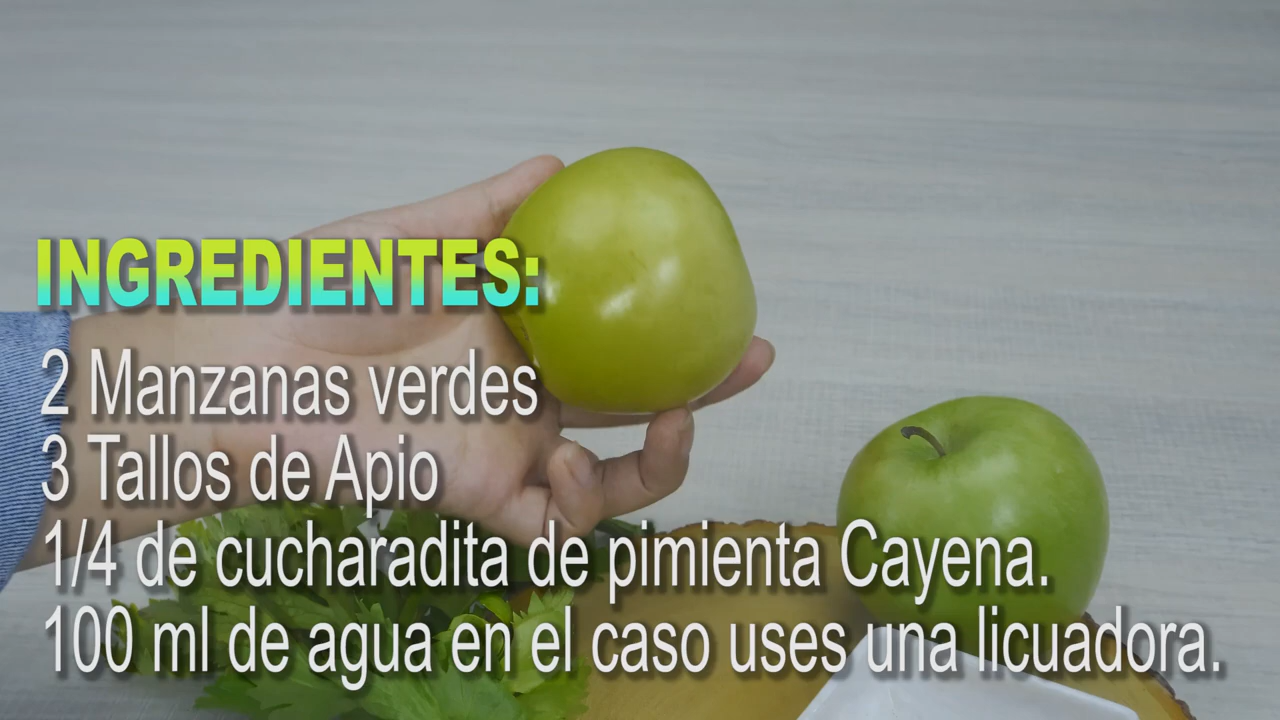 INGREDIENTES:
2 Manzanas verdes
3 Tallos de Apio
1/4 de cucharadita de pimienta Cayena.
100 ml de agua en el caso uses una licuadora.